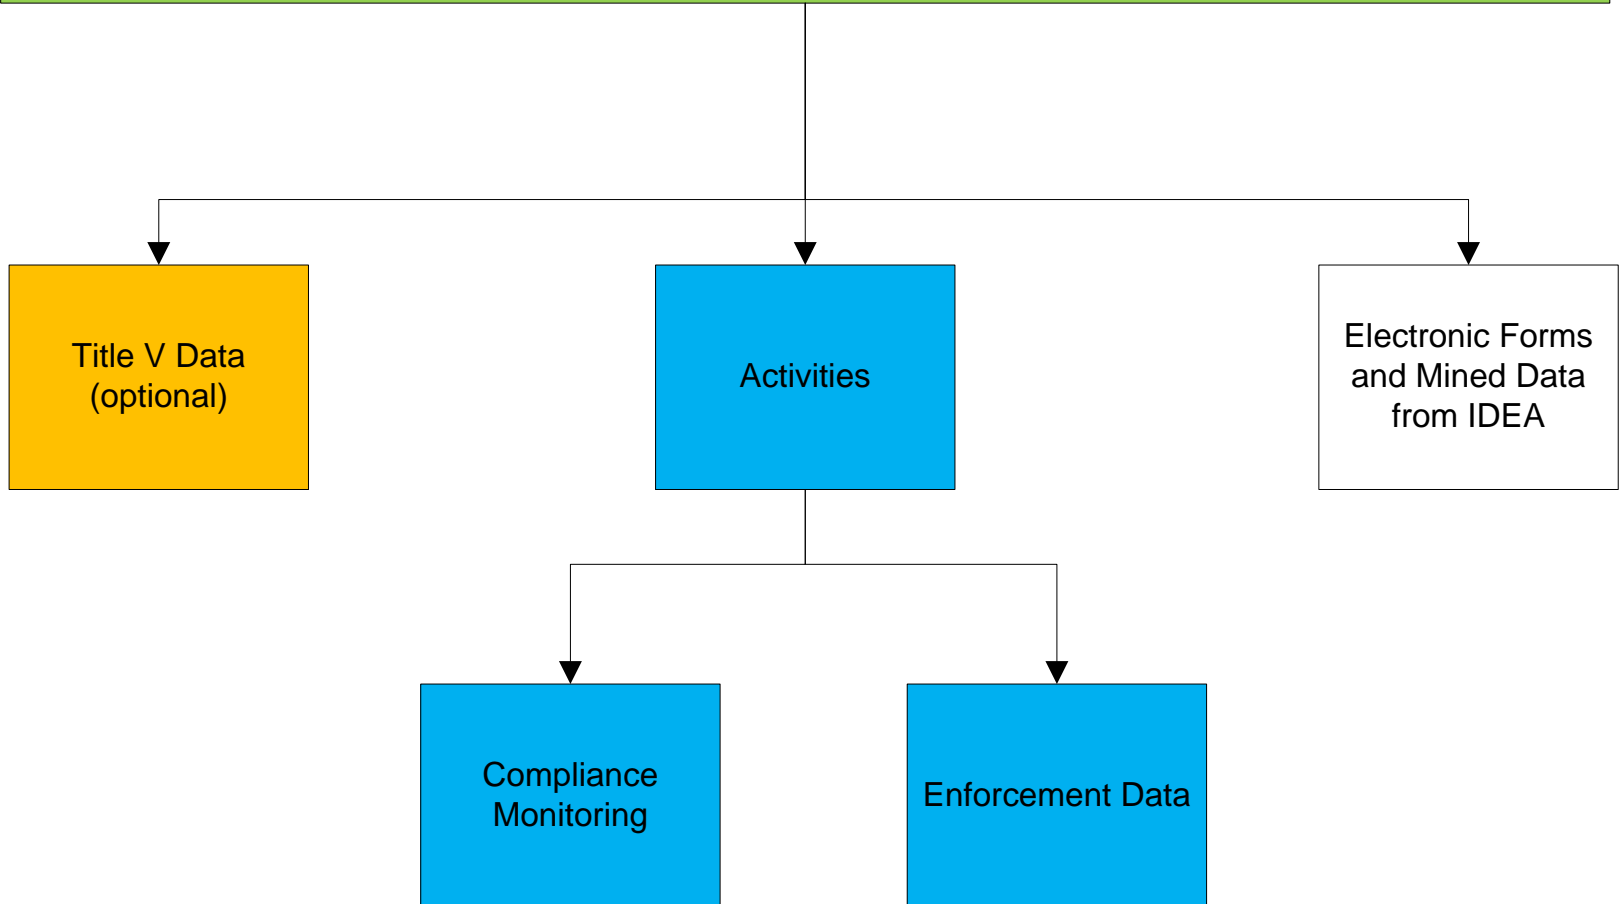 Title V Data
(optional)
Activities
Electronic Forms
and Mined Data
from IDEA
Compliance
Monitoring
Enforcement Data